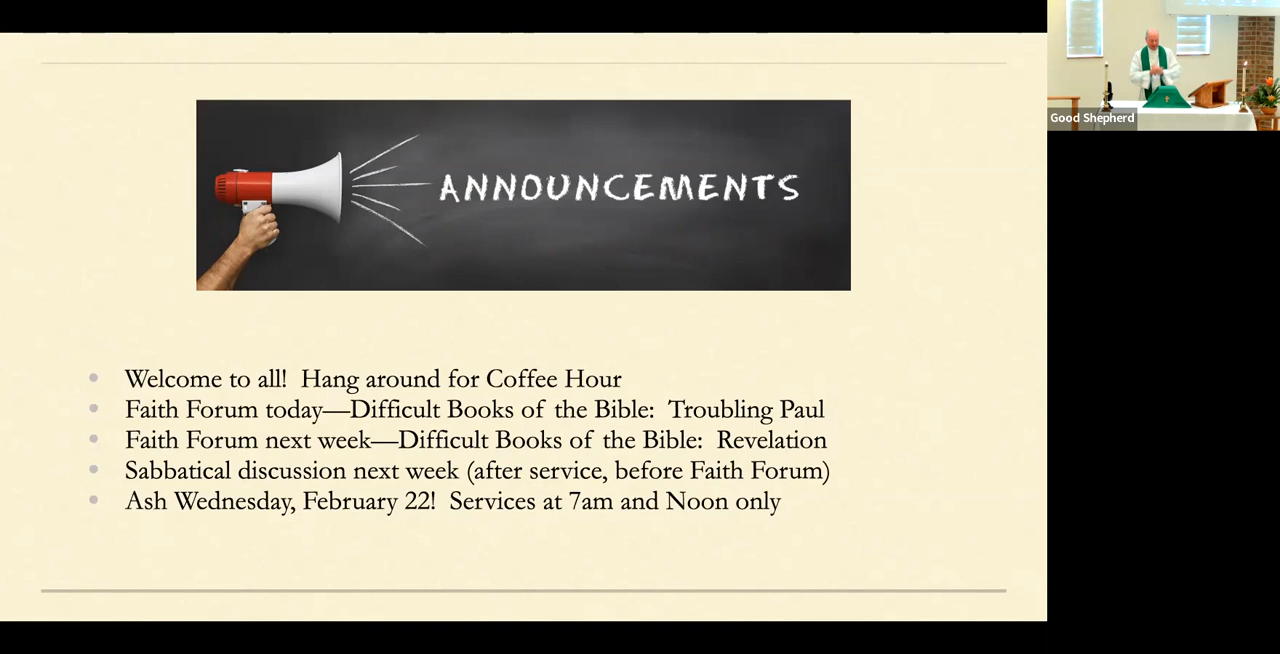 ANNOUNCEMENTS
Good Shepherd
Welcome to all!  Hang around for Coffee Hour
Faith Forum today—Difficult Books of the Bible:  Troubling Paul
Faith Forum next week—Difficult Books of the Bible:  Revelation
Sabbatical discussion next week (after service, before Faith Forum)
Ash Wednesday, February 22!  Services at 7am and Noon only